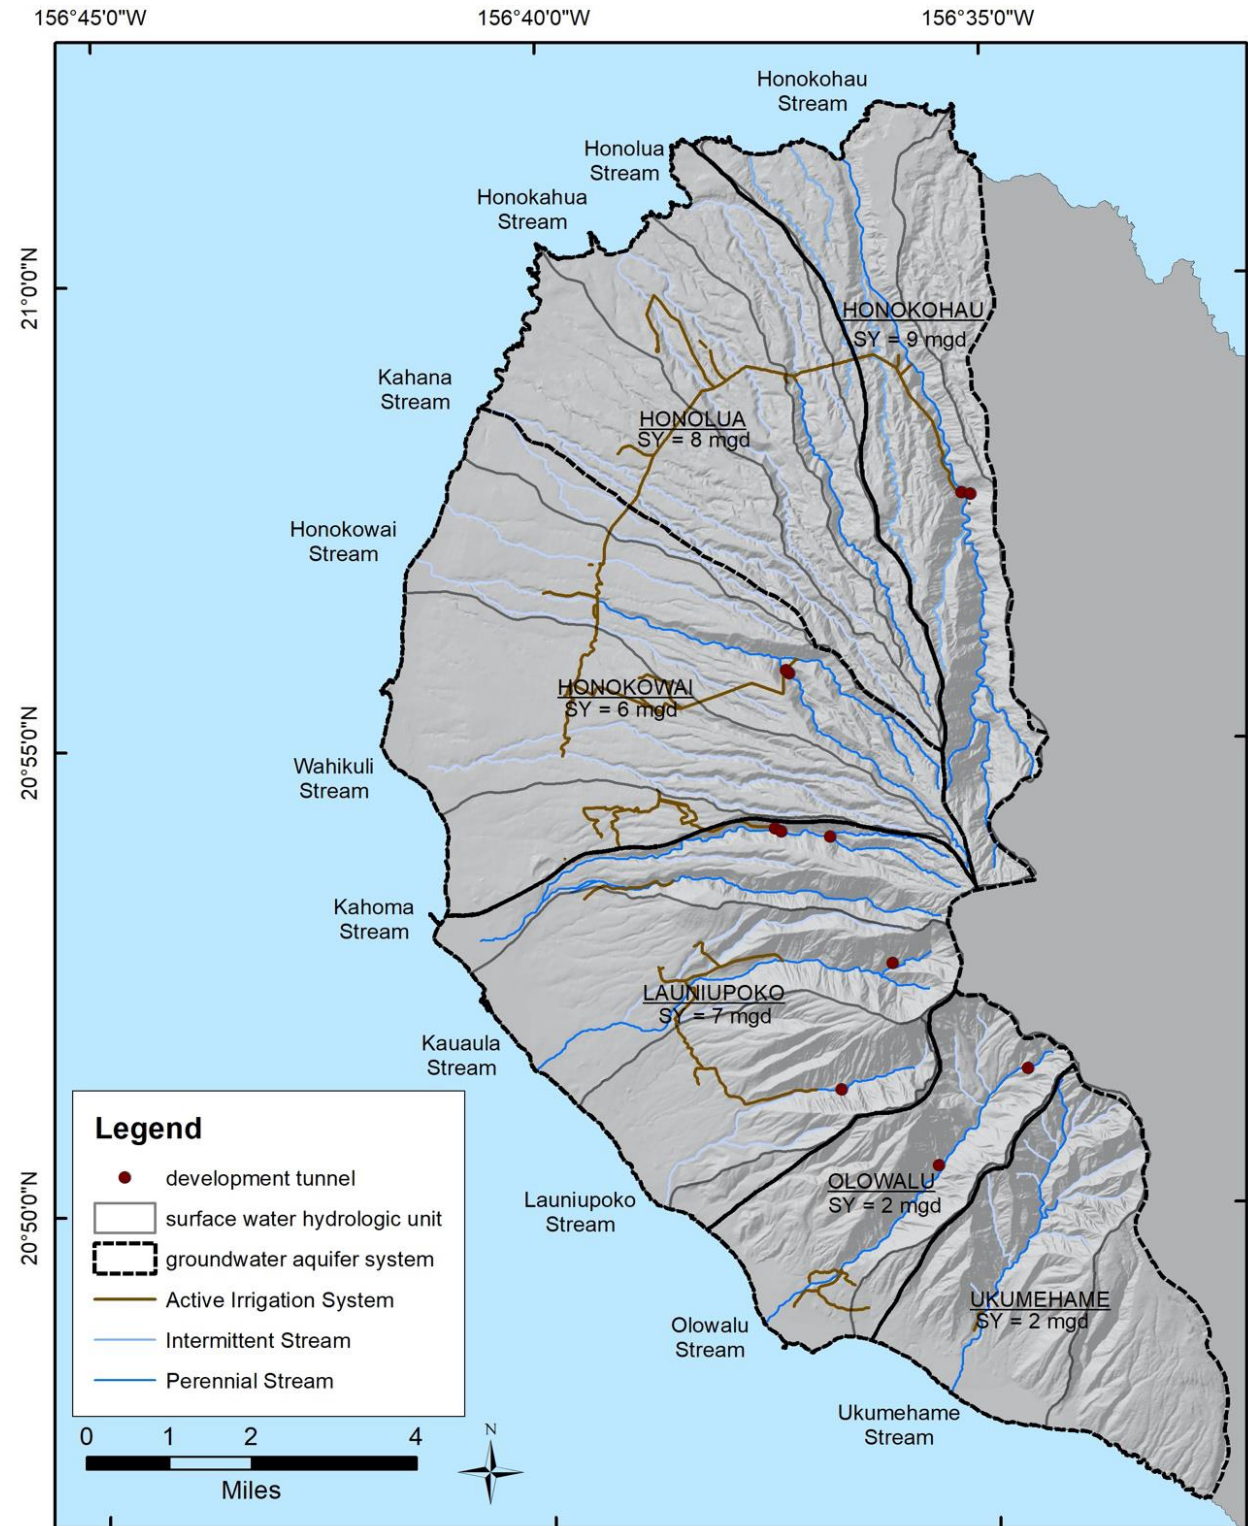 156°45'0"W
156°40'0"W
156°35'0"W
Honokohau
Stream
Honolua
Stream
Honokahua
Stream
21°0'0"N
HONOKOHAU
SY = 9 mgd
Kahana
Stream
HONOLUA
SY = 8 mgd
Honokowai
Stream
HONOKOWAI
SY = 6 mgd
20°55'0"N
Wahikuli
Stream
Kahoma
Stream
LAUNIUPOKO
SY = 7 mgd
Kauaula
Stream
Legend
development tunnel
surface water hydrologic unit
groundwater aquifer system
Active Irrigation System
Intermittent Stream
Perennial Stream
20°50'0"N
Launiupoko
Stream
OLOWALU
SY = 2 mgd
UKUMEHAME
SY = 2 mgd
Olowalu
Stream
Ukumehame
Stream
0 1 2 4
Miles
N